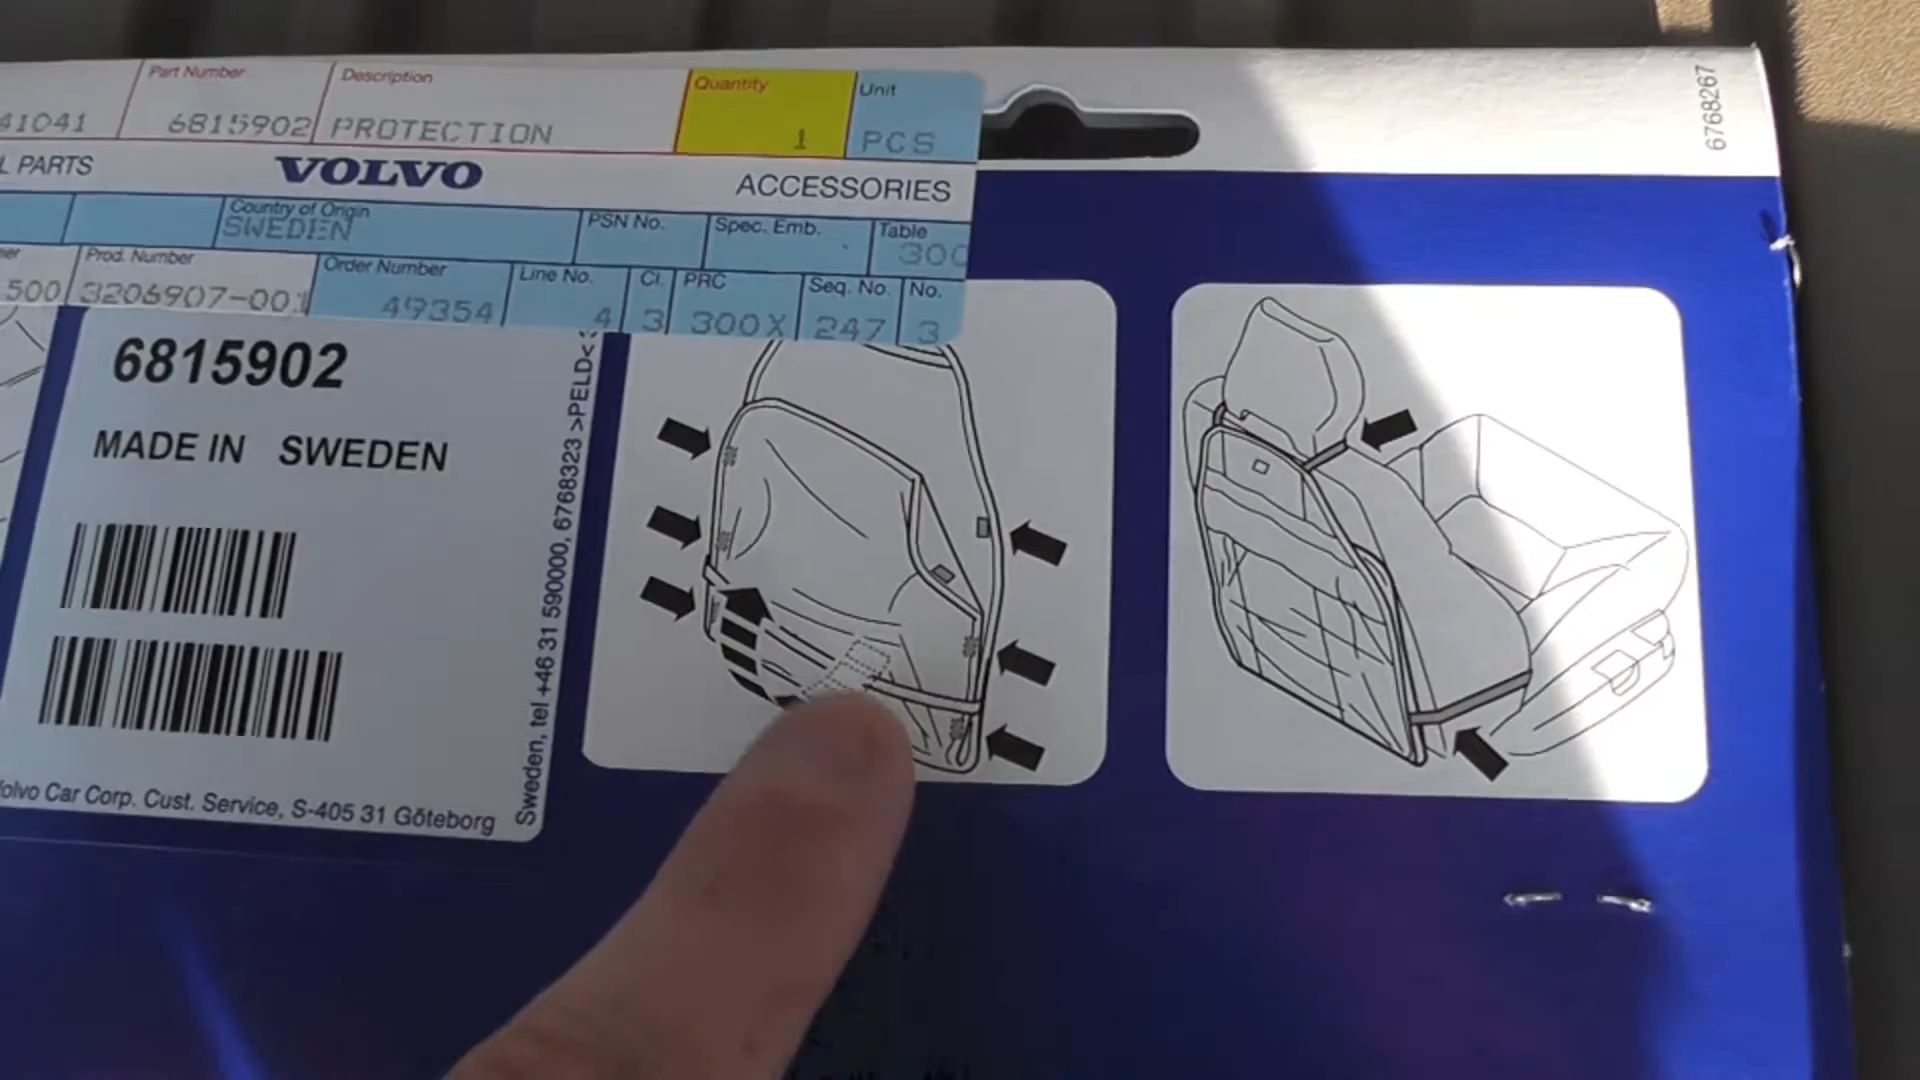 Part Number Description Quantity Unit
41041 6815902 PROTECTION 1 PCS
L PARTS VOLVO ACCESSORIES
Country of Origin PSN No. Spec. Emb. Table
SWEDEN 300
Prod. Number Order Number Line No. Cl. PRC Seq. No. No.
500 3206907-001 49354 4 3 300X 247 3
6815902
MADE IN SWEDEN
Volvo Car Corp. Cust. Service, S-405 31 Göteborg
Sweden, tel +46 31 590000, 6768323 >PELD<
6768267